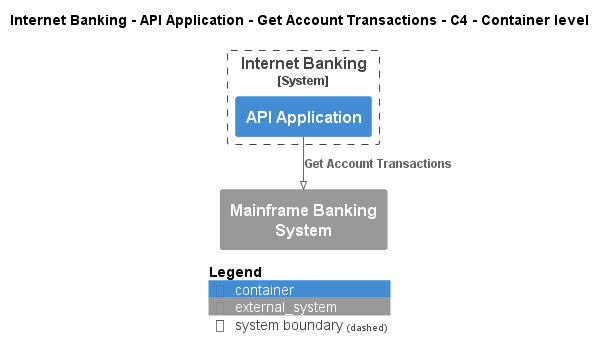 Internet Banking - API Application - Get Account Transactions - C4 - Container level
Internet Banking
[System]
API Application
Get Account Transactions
Mainframe Banking
System
Legend
container
external_system
system boundary (dashed)